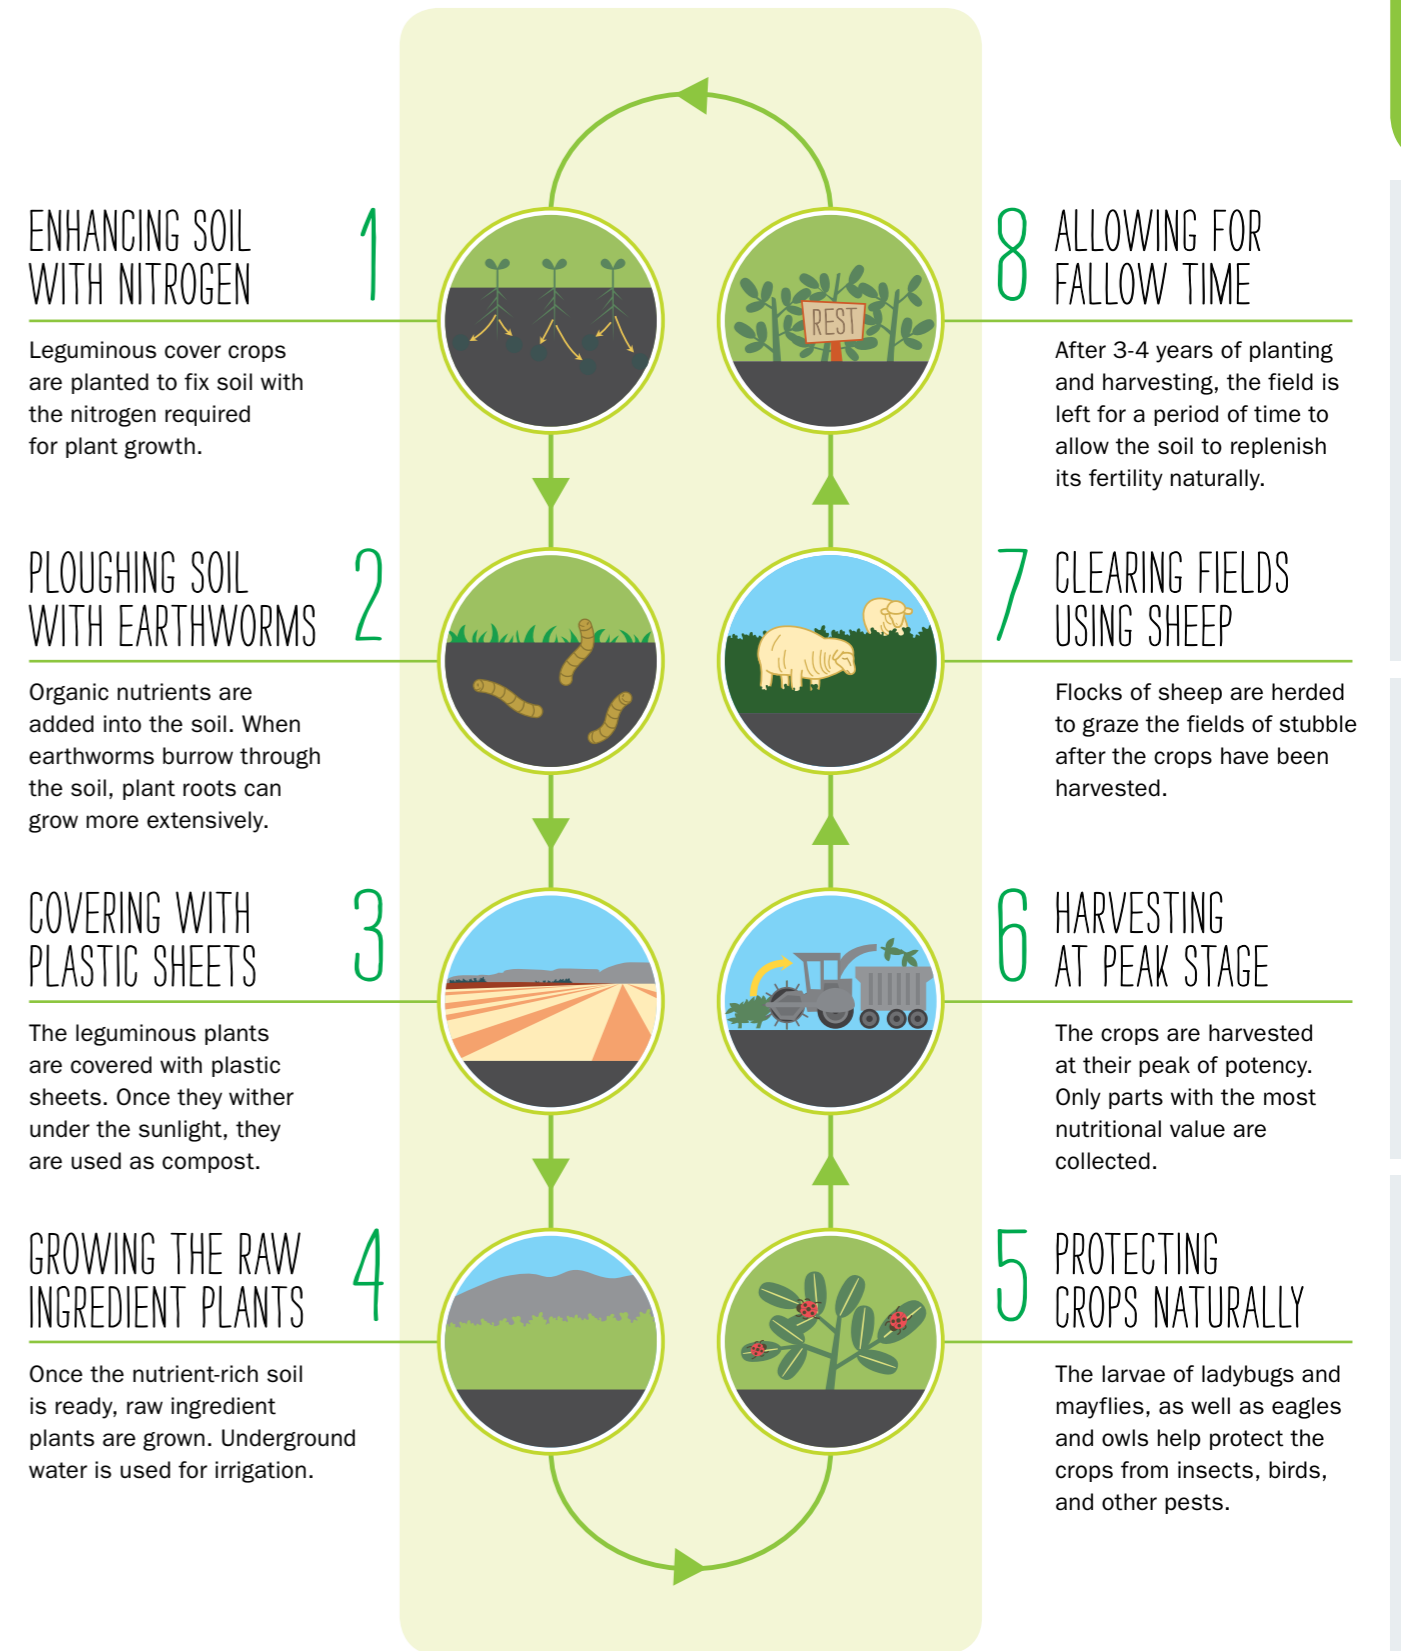 ENHANCING SOIL
WITH NITROGEN
1
Leguminous cover crops
are planted to fix soil with
the nitrogen required
for plant growth.
PLOUGHING SOIL
WITH EARTHWORMS
2
Organic nutrients are
added into the soil. When
earthworms burrow through
the soil, plant roots can
grow more extensively.
COVERING WITH
PLASTIC SHEETS
3
The leguminous plants
are covered with plastic
sheets. Once they wither
under the sunlight, they
are used as compost.
GROWING THE RAW
INGREDIENT PLANTS
4
Once the nutrient-rich soil
is ready, raw ingredient
plants are grown. Underground
water is used for irrigation.
5
PROTECTING
CROPS NATURALLY
The larvae of ladybugs and
mayflies, as well as eagles
and owls help protect the
crops from insects, birds,
and other pests.
6
HARVESTING
AT PEAK STAGE
The crops are harvested
at their peak of potency.
Only parts with the most
nutritional value are
collected.
7
CLEARING FIELDS
USING SHEEP
Flocks of sheep are herded
to graze the fields of stubble
after the crops have been
harvested.
8
ALLOWING FOR
FALLOW TIME
REST
After 3-4 years of planting
and harvesting, the field is
left for a period of time to
allow the soil to replenish
its fertility naturally.